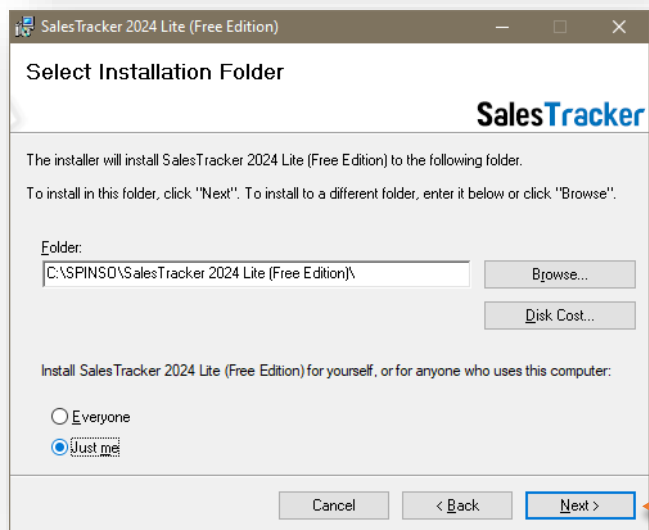 SalesTracker 2024 Lite (Free Edition)
Select Installation Folder
SalesTracker
The installer will install SalesTracker 2024 Lite (Free Edition) to the following folder.
To install in this folder, click "Next". To install to a different folder, enter it below or click "Browse".
Folder:
C:\SPINSO\SalesTracker 2024 Lite (Free Edition)\
Browse...
Disk Cost...
Install SalesTracker 2024 Lite (Free Edition) for yourself, or for anyone who uses this computer:
Everyone
Just me
Cancel
< Back
Next >